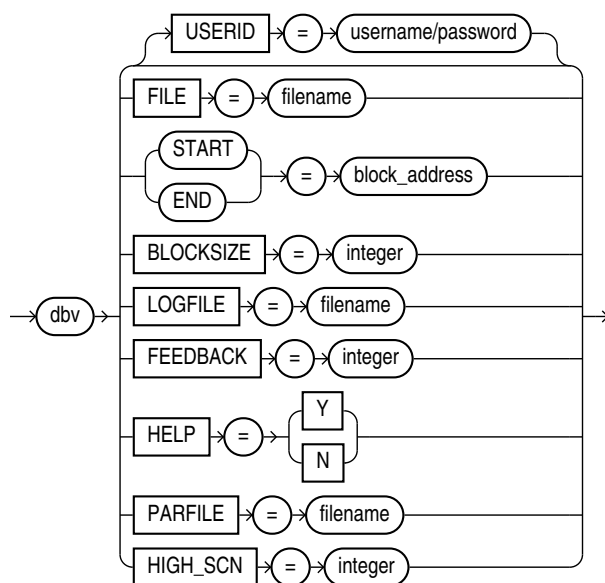 USERID = username/password
FILE = filename
START
END
= block_address
BLOCKSIZE = integer
dbv
LOGFILE = filename
FEEDBACK = integer
HELP =
Y
N
PARFILE = filename
HIGH_SCN = integer